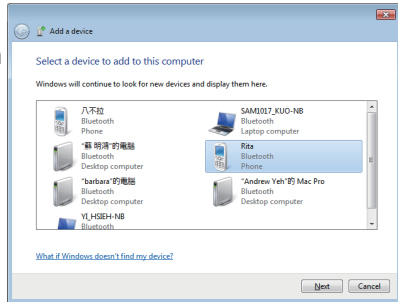 Add a device
Select a device to add to this computer
Windows will continue to look for new devices and display them here.
八不拉
Bluetooth
Phone
SAM1017_KUO-NB
Bluetooth
Laptop computer
"蘇 明鴻"的電腦
Bluetooth
Desktop computer
Rita
Bluetooth
Phone
"barbara"的電腦
Bluetooth
Desktop computer
"Andrew Yeh"的 Mac Pro
Bluetooth
Desktop computer
YI_HSIEH-NB
Bluetooth
What if Windows doesn't find my device?
Next
Cancel